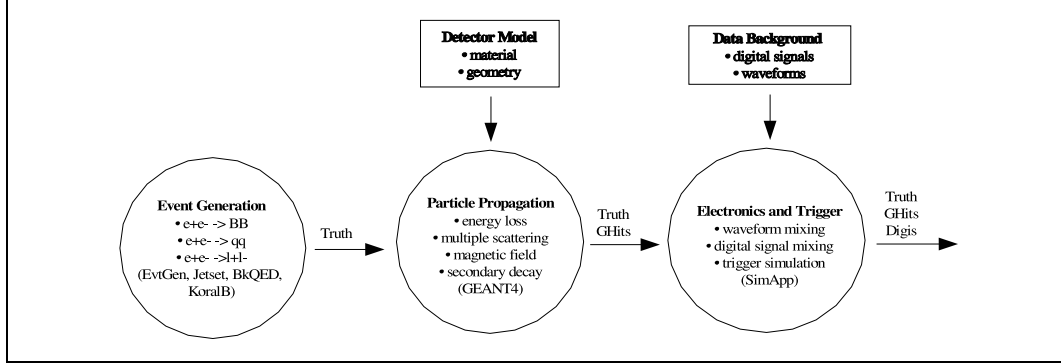 Detector Model
• material
• geometry
Data Background
• digital signals
• waveforms
Event Generation
• e+e- -> BB
• e+e- -> qq
• e+e- ->l+l-
(EvtGen, Jetset, BkQED,
KoralB)
Truth
Particle Propagation
• energy loss
• multiple scattering
• magnetic field
• secondary decay
(GEANT4)
Truth
GHits
Electronics and Trigger
• waveform mixing
• digital signal mixing
• trigger simulation
(SimApp)
Truth
GHits
Digis